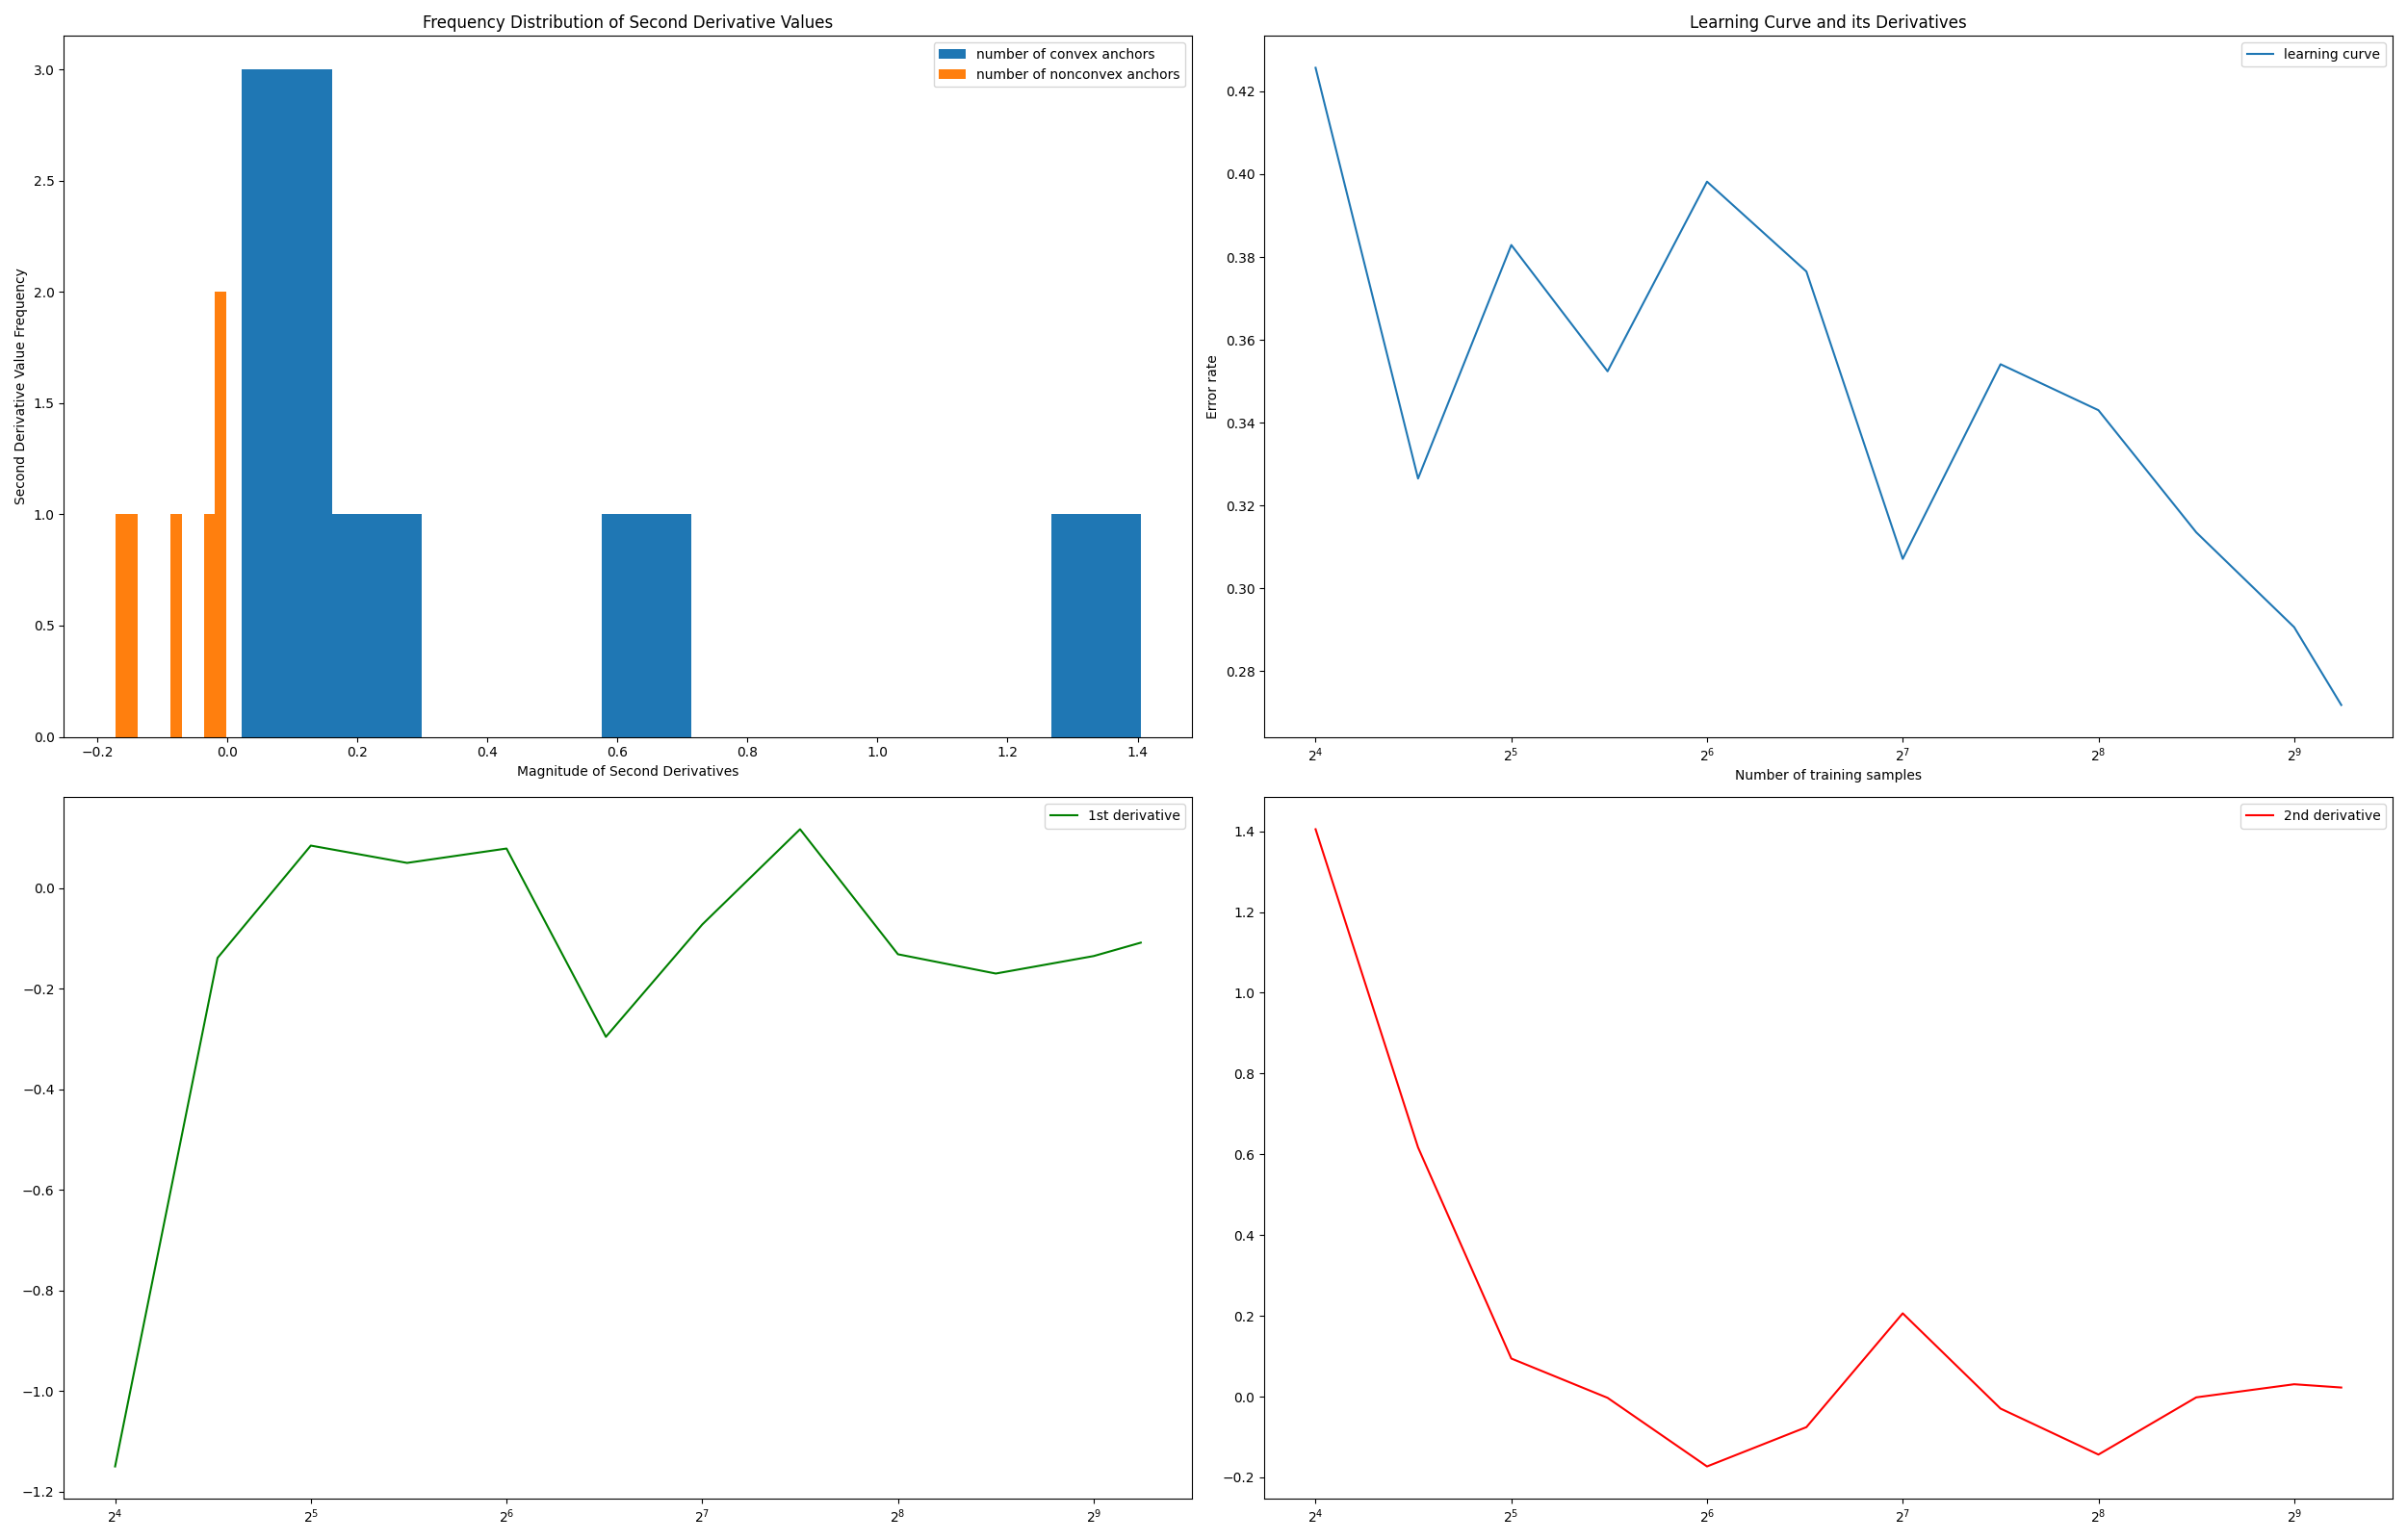 Frequency Distribution of Second Derivative Values
number of convex anchors
number of nonconvex anchors
3.0
2.5
2.0
1.5
1.0
0.5
0.0
Second Derivative Value Frequency
−0.2 0.0 0.2 0.4 0.6 0.8 1.0 1.2 1.4
Magnitude of Second Derivatives
Learning Curve and its Derivatives
learning curve
0.42
0.40
0.38
0.36
0.34
0.32
0.30
0.28
Error rate
2⁴ 2⁵ 2⁶ 2⁷ 2⁸ 2⁹
Number of training samples
1st derivative
0.0
−0.2
−0.4
−0.6
−0.8
−1.0
−1.2
2⁴ 2⁵ 2⁶ 2⁷ 2⁸ 2⁹
2nd derivative
1.4
1.2
1.0
0.8
0.6
0.4
0.2
0.0
−0.2
2⁴ 2⁵ 2⁶ 2⁷ 2⁸ 2⁹